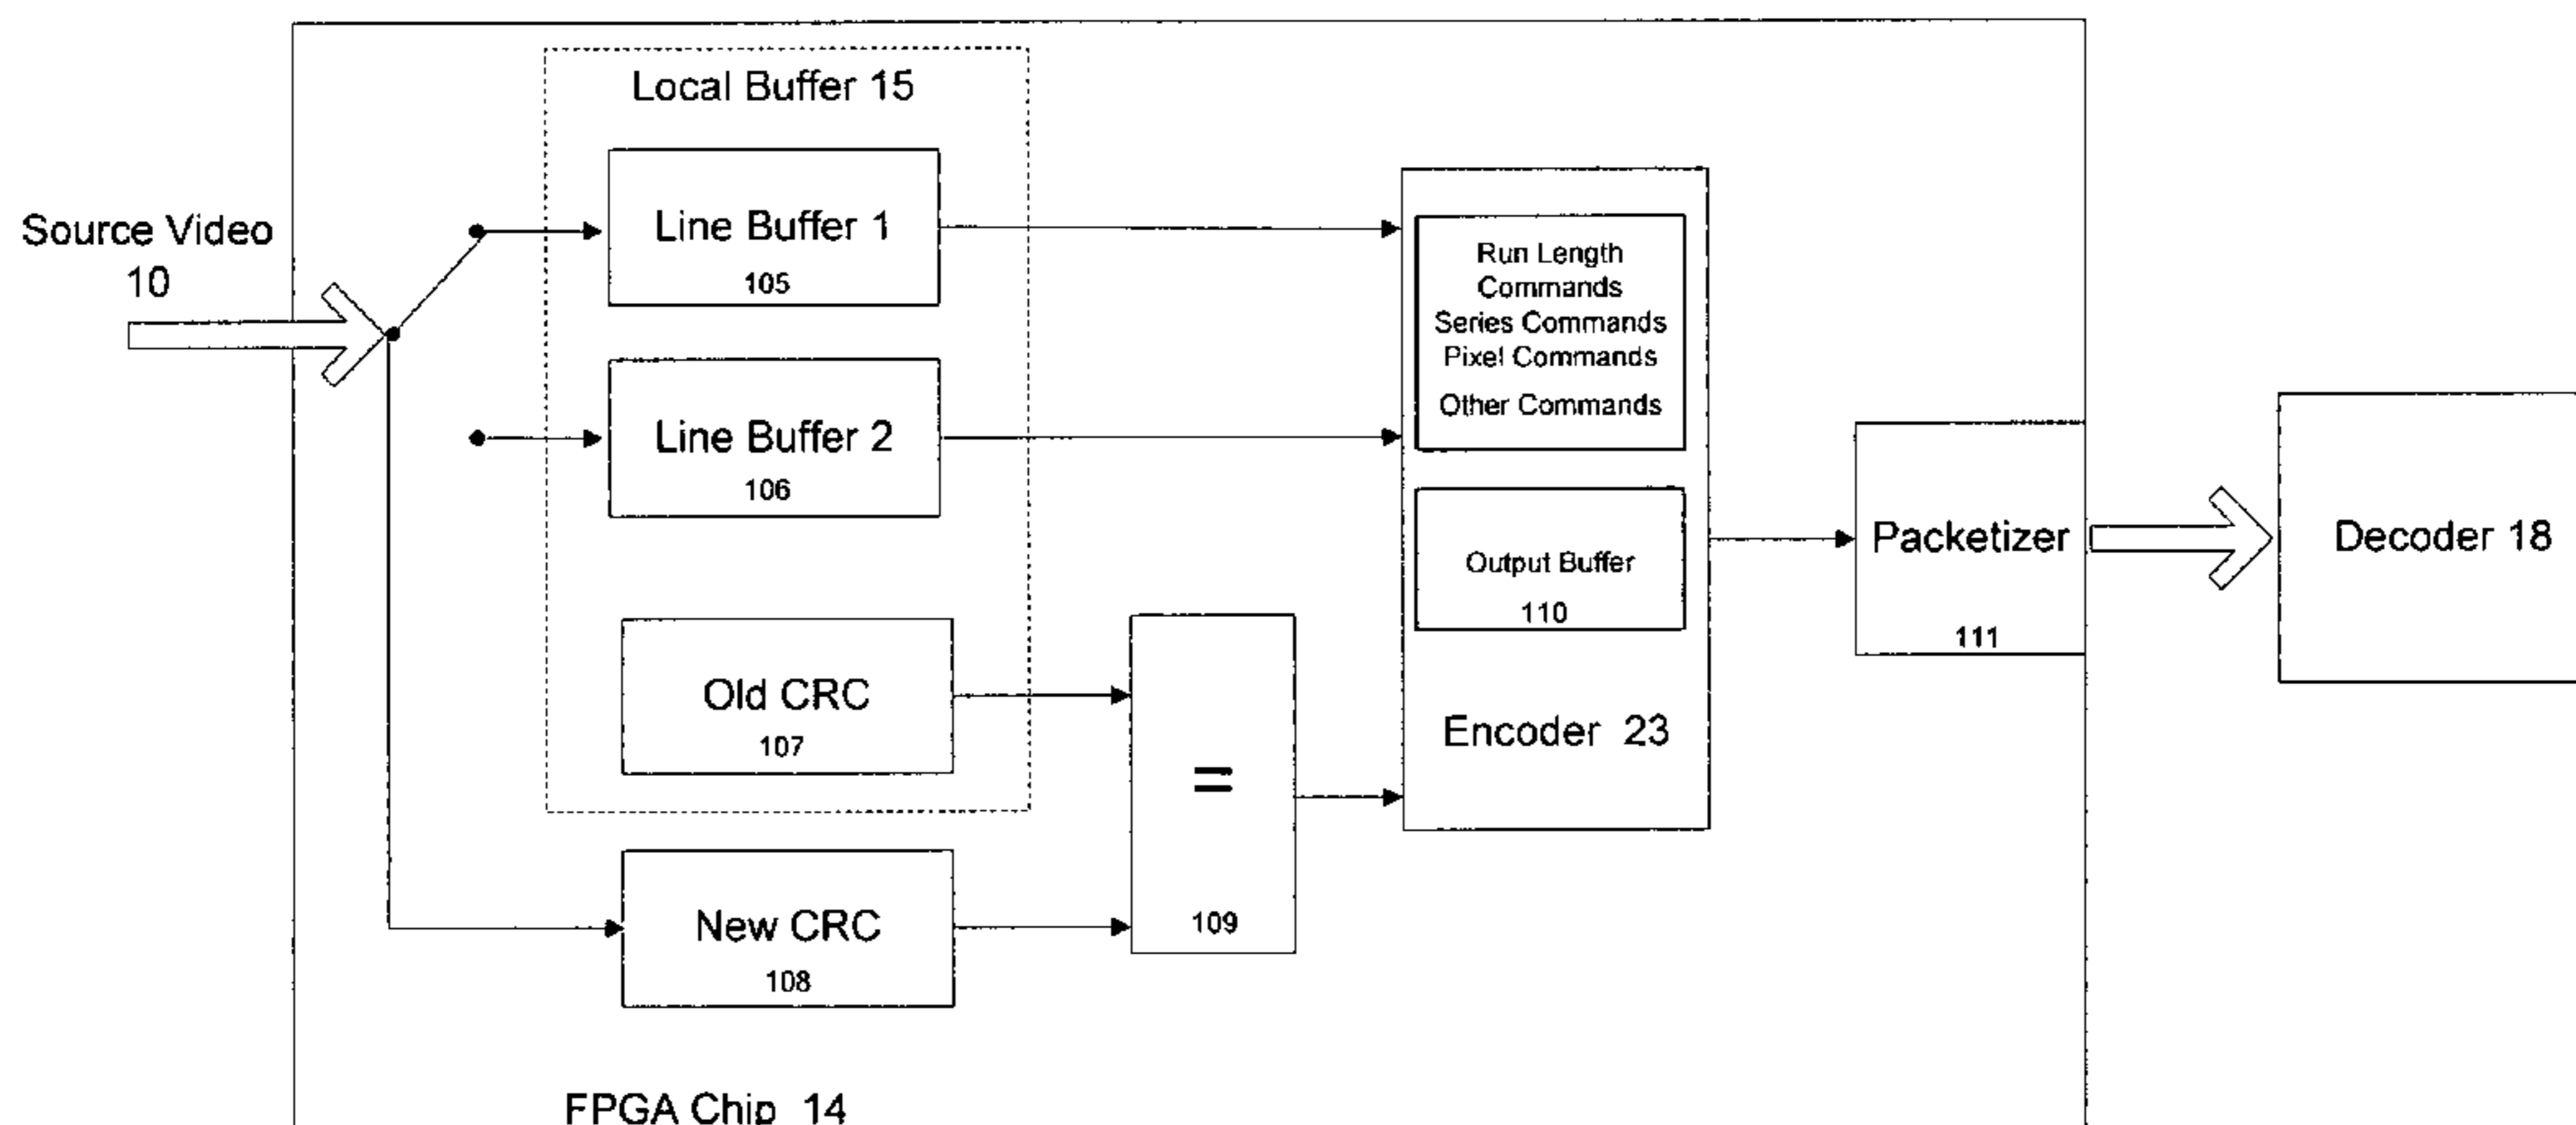 Local Buffer 15
Source Video
10
Line Buffer 1
105
Line Buffer 2
106
Old CRC
107
New CRC
108
=
109
Run Length
Commands
Series Commands
Pixel Commands
Other Commands
Output Buffer
110
Encoder 23
Packetizer
111
Decoder 18
FPGA Chip 14